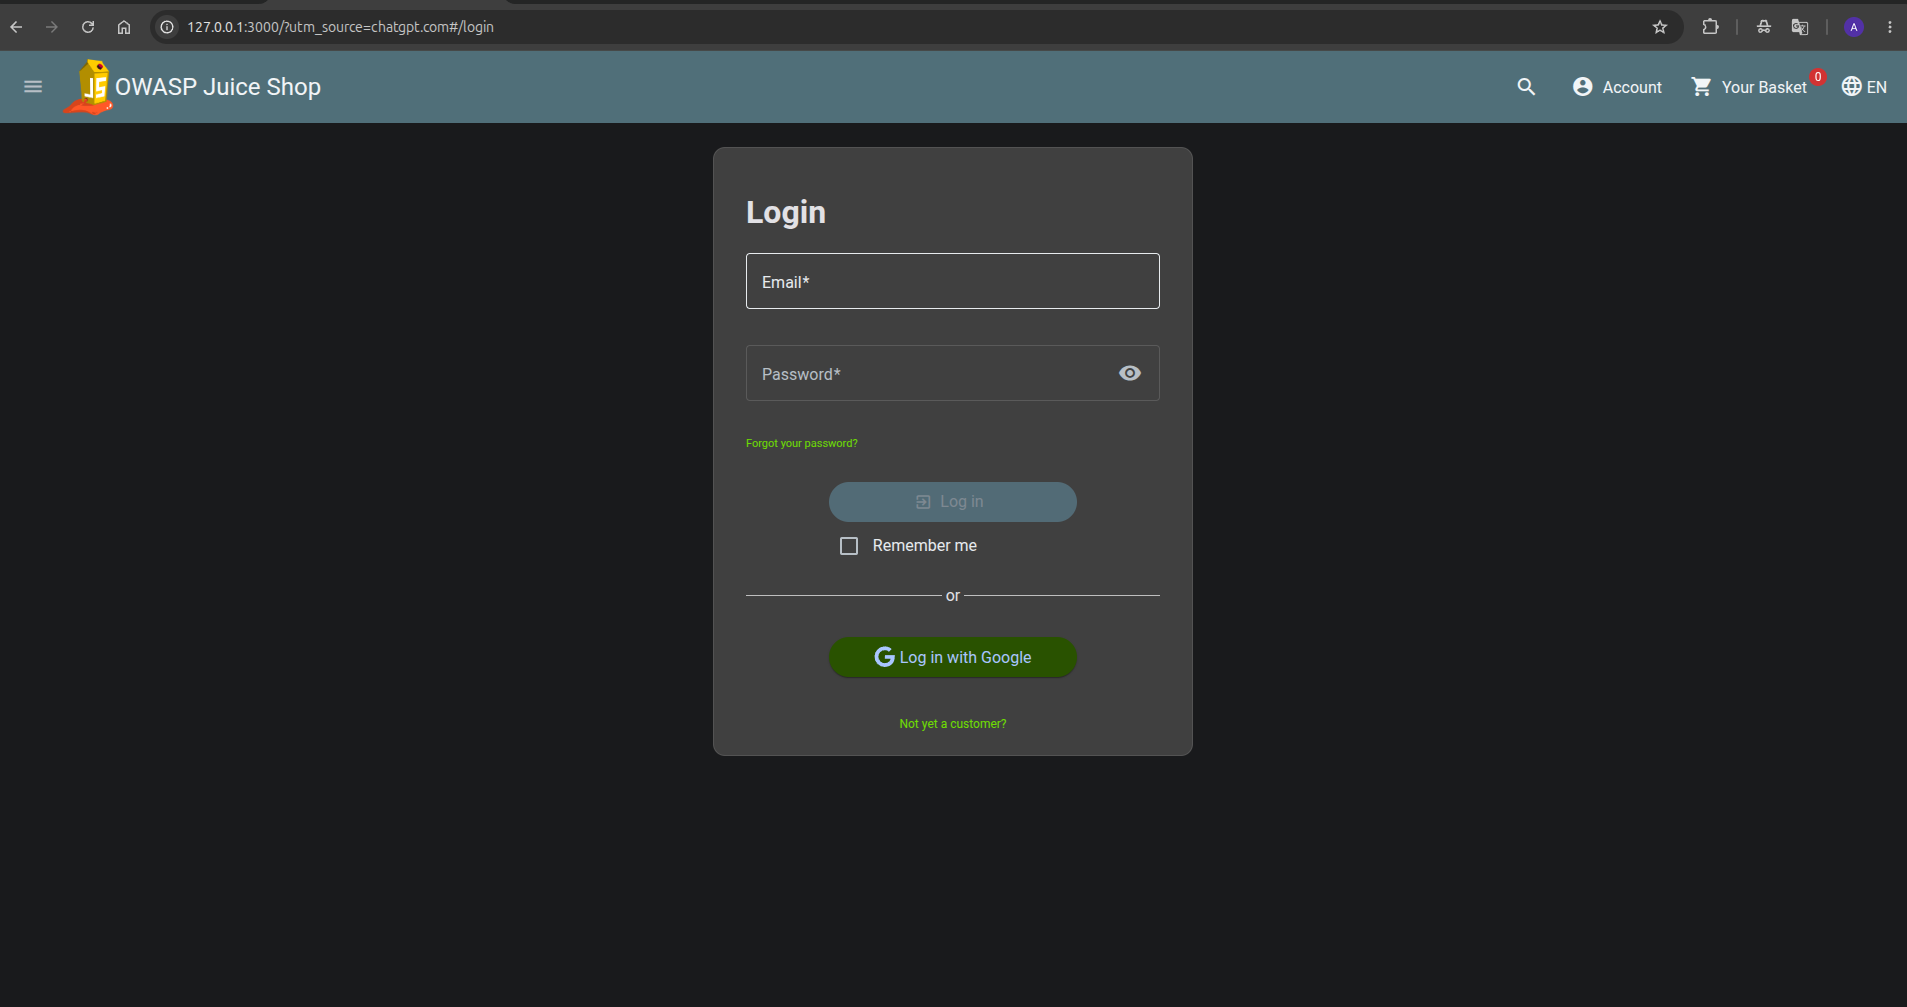 127.0.0.1:3000/?utm_source=chatgpt.com#/login
A
JS
OWASP Juice Shop
Account
Your Basket
0
EN
Login
Email*
Password*
Forgot your password?
Log in
Remember me
or
G Log in with Google
Not yet a customer?